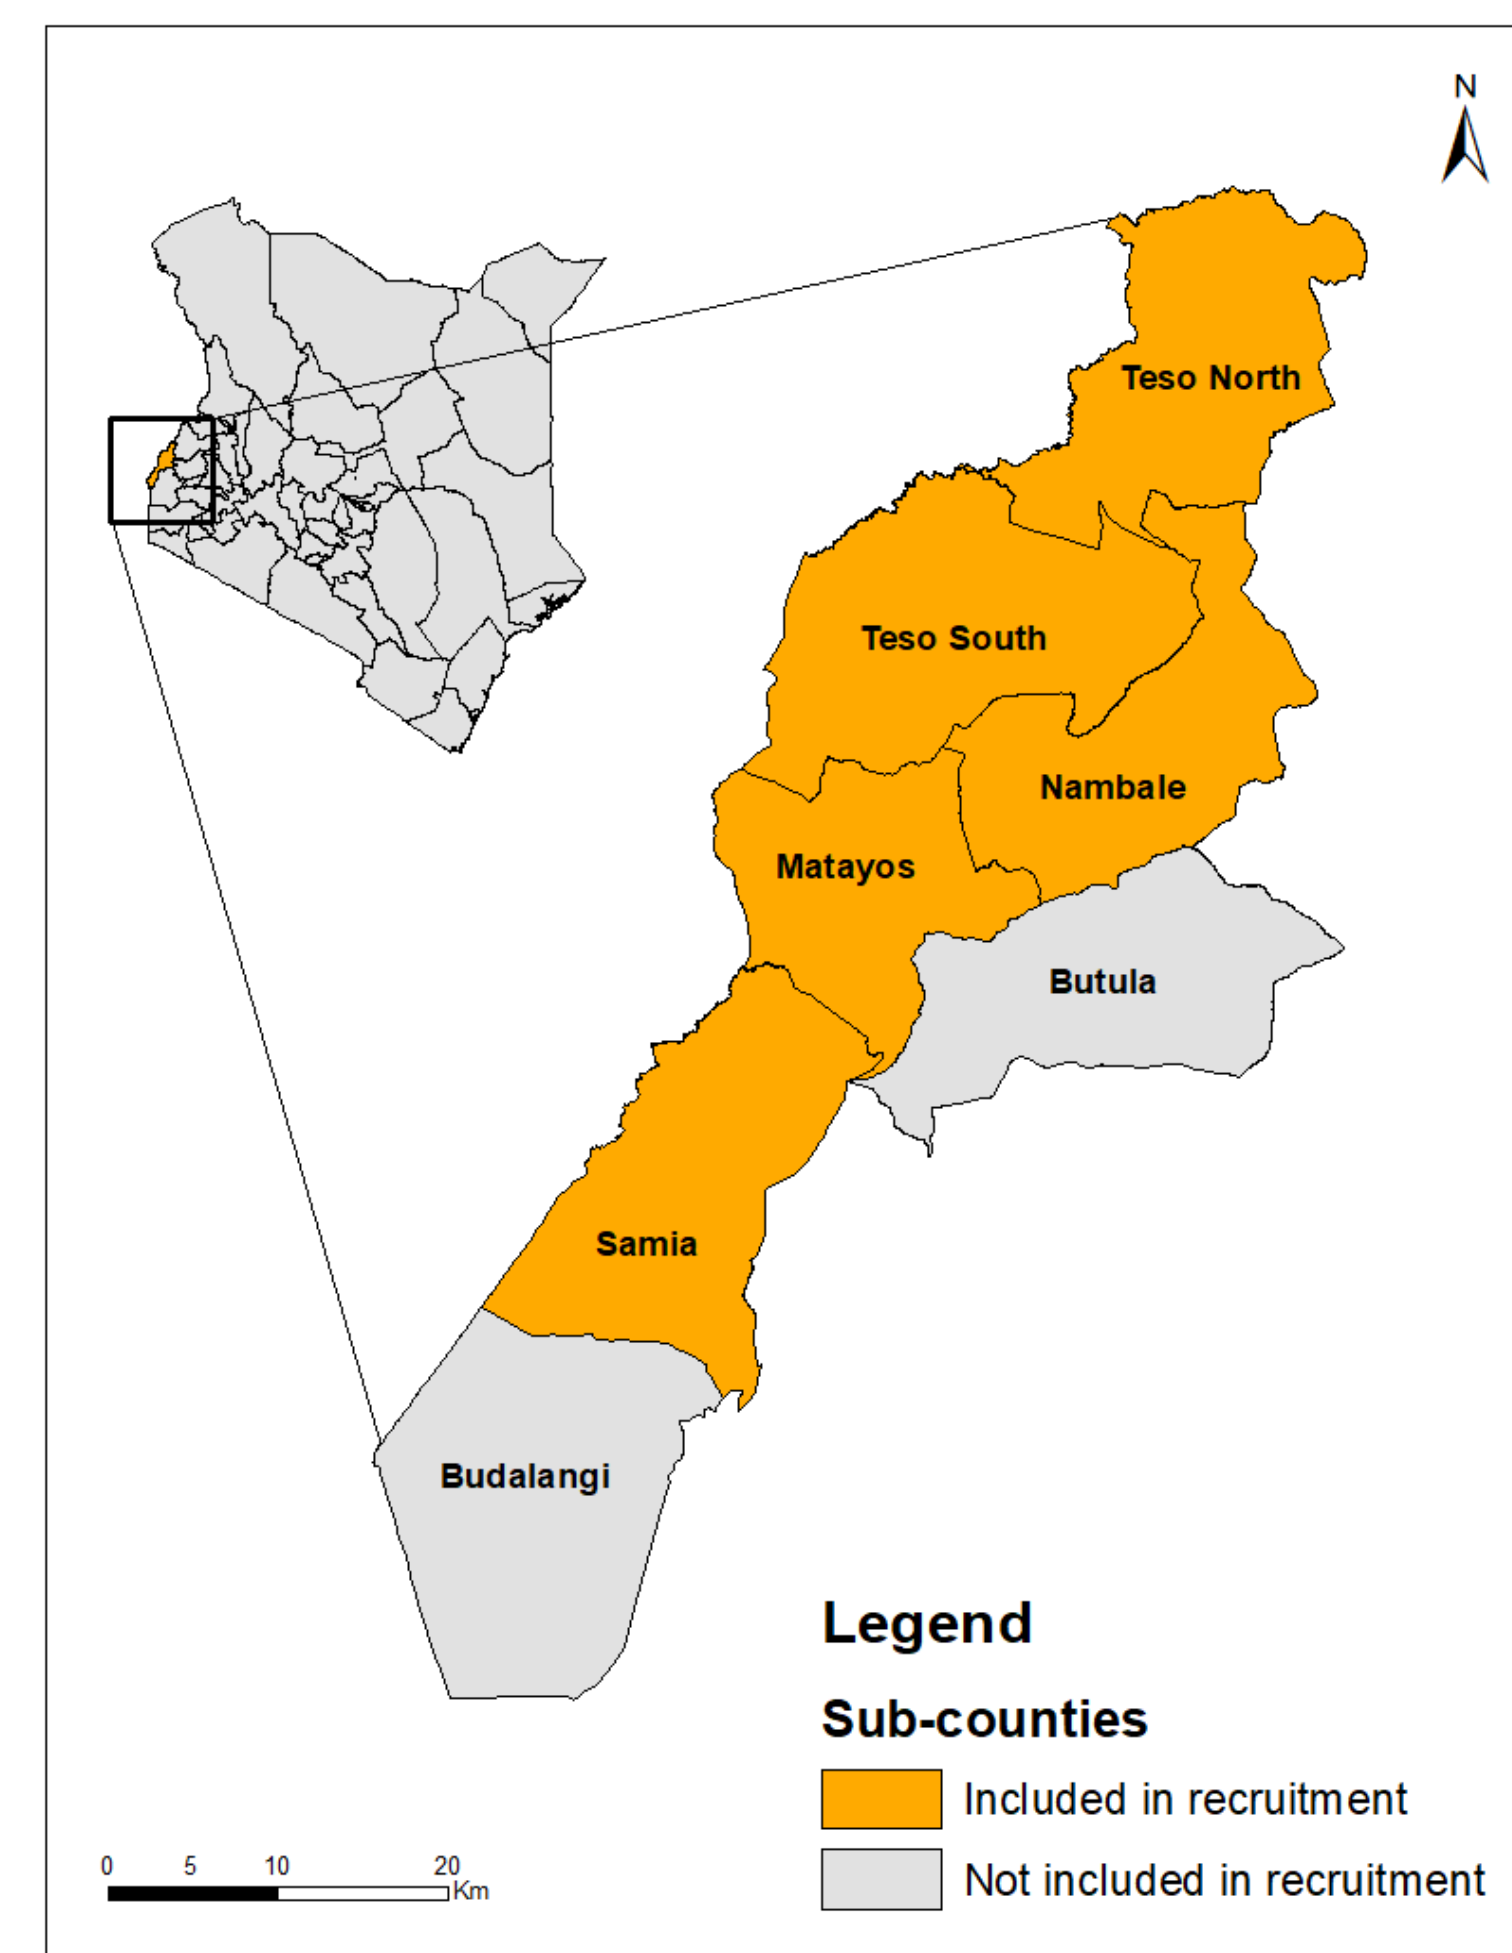 N
Teso North
Teso South
Nambale
Matayos
Butula
Samia
Budalangi
Legend
Sub-counties
Included in recruitment
Not included in recruitment
0 5 10 20
Km